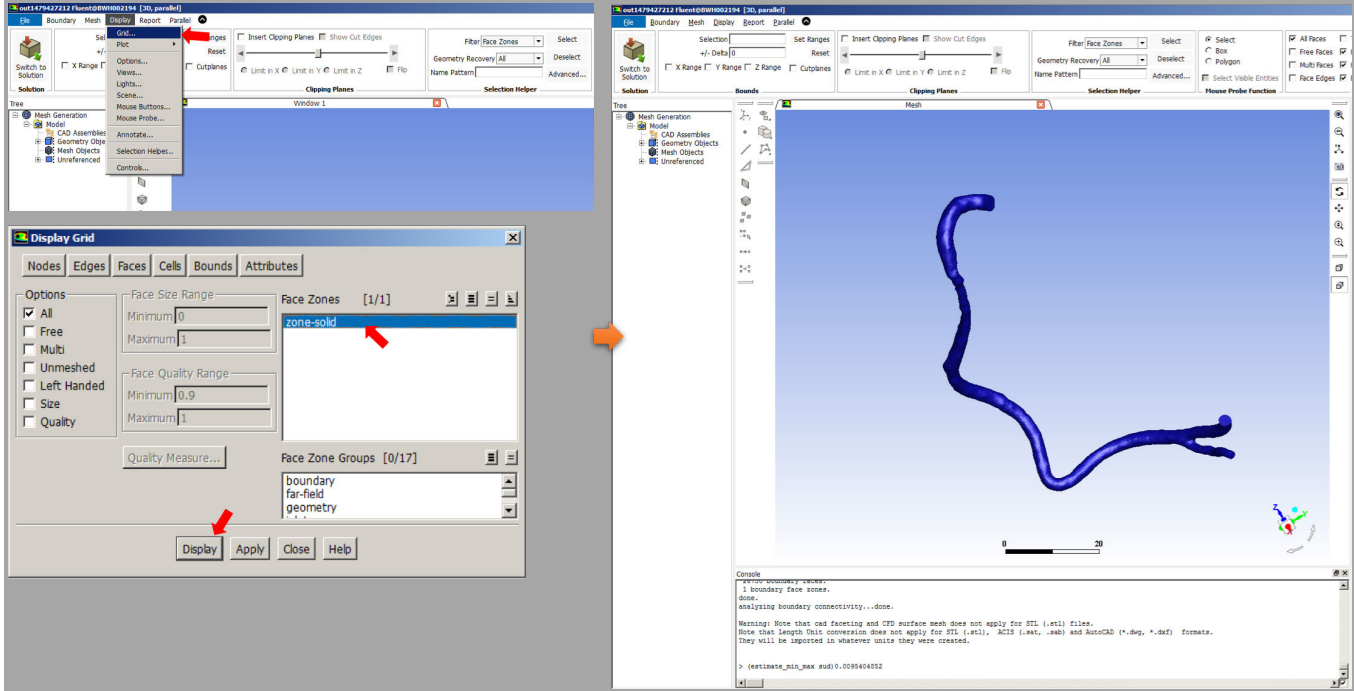 out1479427212 Fluent@BWH002194 [3D, parallel]
File Boundary Mesh Display Report Parallel
Grid...
Plot
Options...
Views...
Lights...
Scene...
Mouse Buttons...
Mouse Probe...
Annotate...
Selection Helper...
Controls...
Switch to
Solution
Solution
+/-
X Range
Ranges
Reset
Cutplanes
Insert Clipping Planes Show Cut Edges
Limit in X Limit in Y Limit in Z Flip
Clipping Planes
Filter Face Zones Select
Geometry Recovery All Deselect
Name Pattern Advanced...
Selection Helper
Tree
Mesh Generation
Model
CAD Assemblies
Geometry Obje
Mesh Objects
Unreferenced
Window 1
Display Grid
Nodes Edges Faces Cells Bounds Attributes
Options
All
Free
Multi
Unmeshed
Left Handed
Size
Quality
Face Size Range
Minimum 0
Maximum 1
Face Quality Range
Minimum 0.9
Maximum 1
Quality Measure...
Face Zones [1/1]
zone-solid
Face Zone Groups [0/17]
boundary
far-field
geometry
Display Apply Close Help
out1479427212 Fluent@BWH002194 [3D, parallel]
File Boundary Mesh Display Report Parallel
Switch to
Solution
Solution
Selection Set Ranges
+/- Delta 0 Reset
X Range Y Range Z Range Cutplanes
Bounds
Insert Clipping Planes Show Cut Edges
Limit in X Limit in Y Limit in Z Flip
Clipping Planes
Filter Face Zones Select
Geometry Recovery All Deselect
Name Pattern Advanced...
Selection Helper
Select
Box
Polygon
Select Visible Entities
Mouse Probe Function
All Faces
Free Faces
Multi Faces
Face Edges
Tree
Mesh Generation
Model
CAD Assemblies
Geometry Objects
Mesh Objects
Unreferenced
Mesh
Z
Y
0 20
Console
1 boundary face zones.
done.
analyzing boundary connectivity...done.
Warning: Note that cad faceting and CFD surface mesh does not apply for STL (.stl) files.
Note that Length Unit conversion does not apply for STL (.stl), ACIS (.sat, .sab) and AutoCAD (*.dwg, *.dxf) formats.
They will be imported in whatever units they were created.
> (estimate_min_max sud)0.0095404852